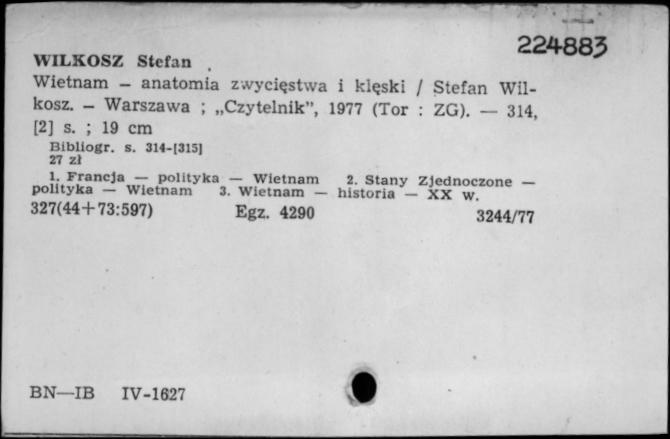 224883
WILKOSZ Stefan
Wietnam — anatomia zwycięstwa i klęski / Stefan Wil-
kosz. — Warszawa ; „Czytelnik”, 1977 (Tor : ZG). — 314,
[2] s. ; 19 cm
Bibliogr. s. 314-[315]
27 zł
1. Francja — polityka — Wietnam 2. Stany Zjednoczone —
polityka — Wietnam 3. Wietnam — historia — XX w.
327(44+73:597) Egz. 4290 3244/77
BN—IB IV-1627